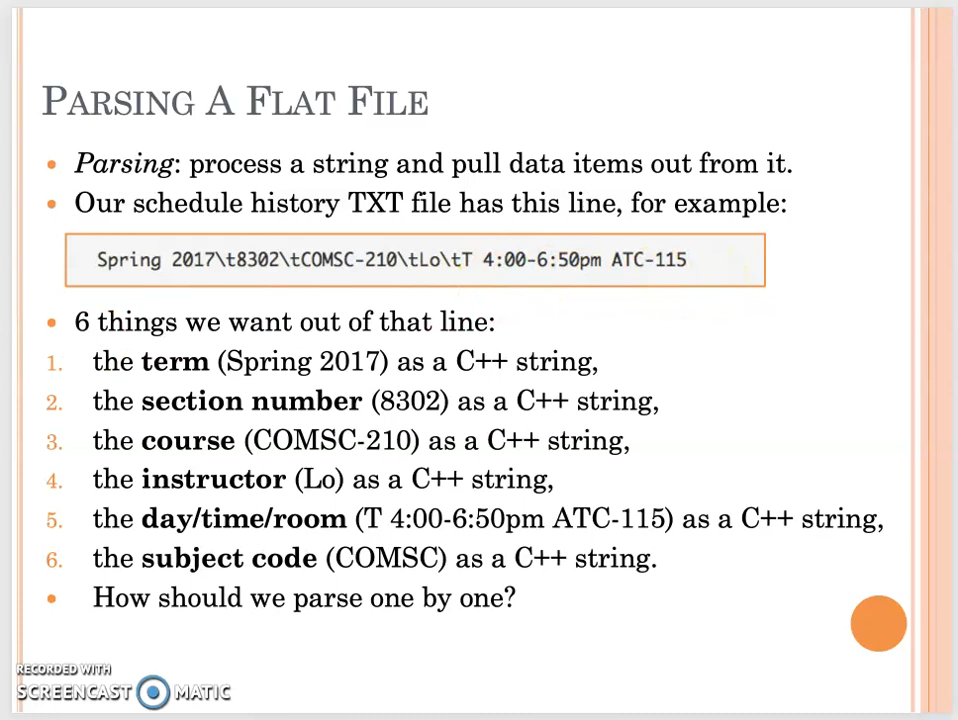 PARSING A FLAT FILE
• Parsing: process a string and pull data items out from it.
• Our schedule history TXT file has this line, for example:
Spring 2017\t8302\tCOMSC-210\tLo\tT 4:00-6:50pm ATC-115
• 6 things we want out of that line:
1. the term (Spring 2017) as a C++ string,
2. the section number (8302) as a C++ string,
3. the course (COMSC-210) as a C++ string,
4. the instructor (Lo) as a C++ string,
5. the day/time/room (T 4:00-6:50pm ATC-115) as a C++ string,
6. the subject code (COMSC) as a C++ string.
• How should we parse one by one?
RECORDED WITH
SCREENCAST MATIC